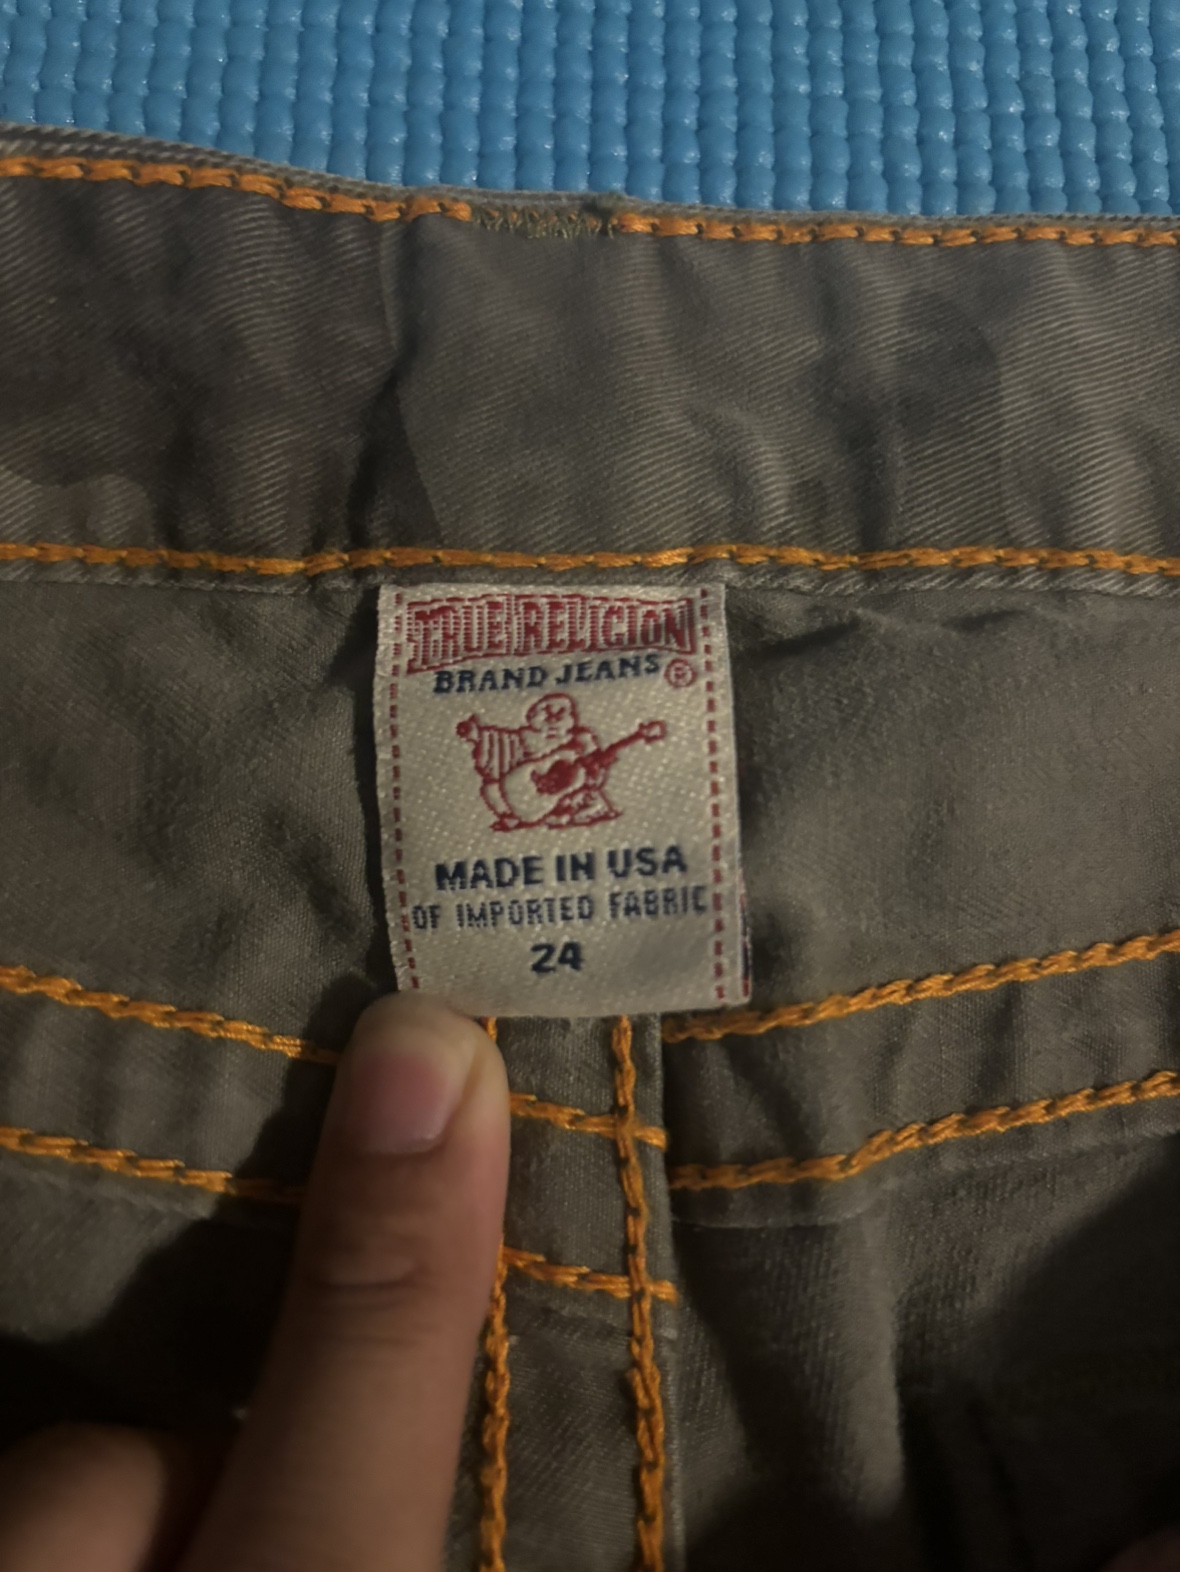 TRUE RELIGION
BRAND JEANS ®
MADE IN USA
OF IMPORTED FABRIC
24